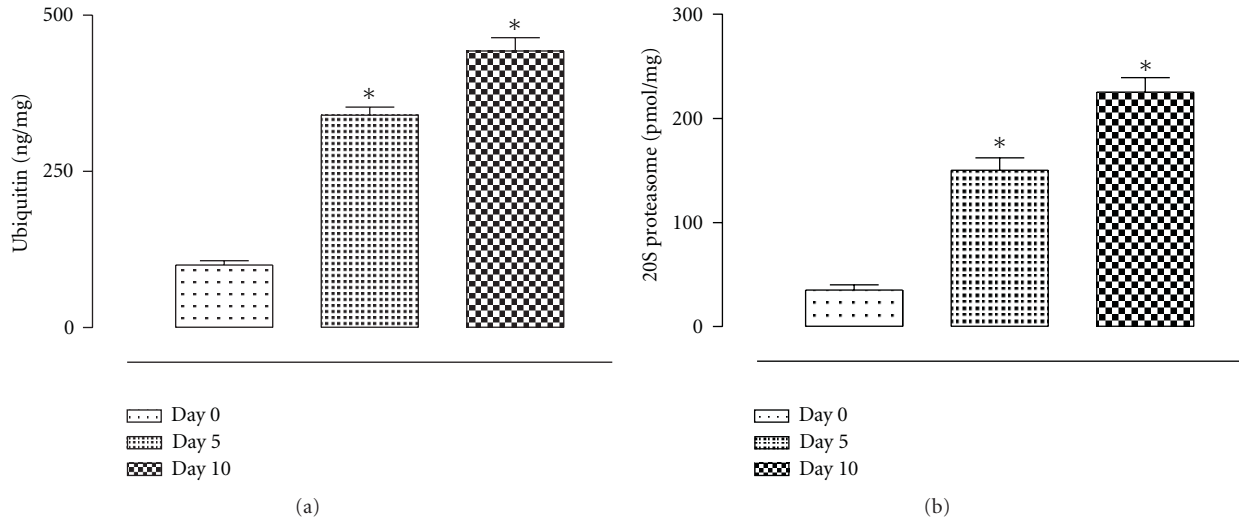 500
250
0
Ubiquitin (ng/mg)
*
*
Day 0
Day 5
Day 10
(a)
300
200
100
0
20S proteasome (pmol/mg)
*
*
Day 0
Day 5
Day 10
(b)